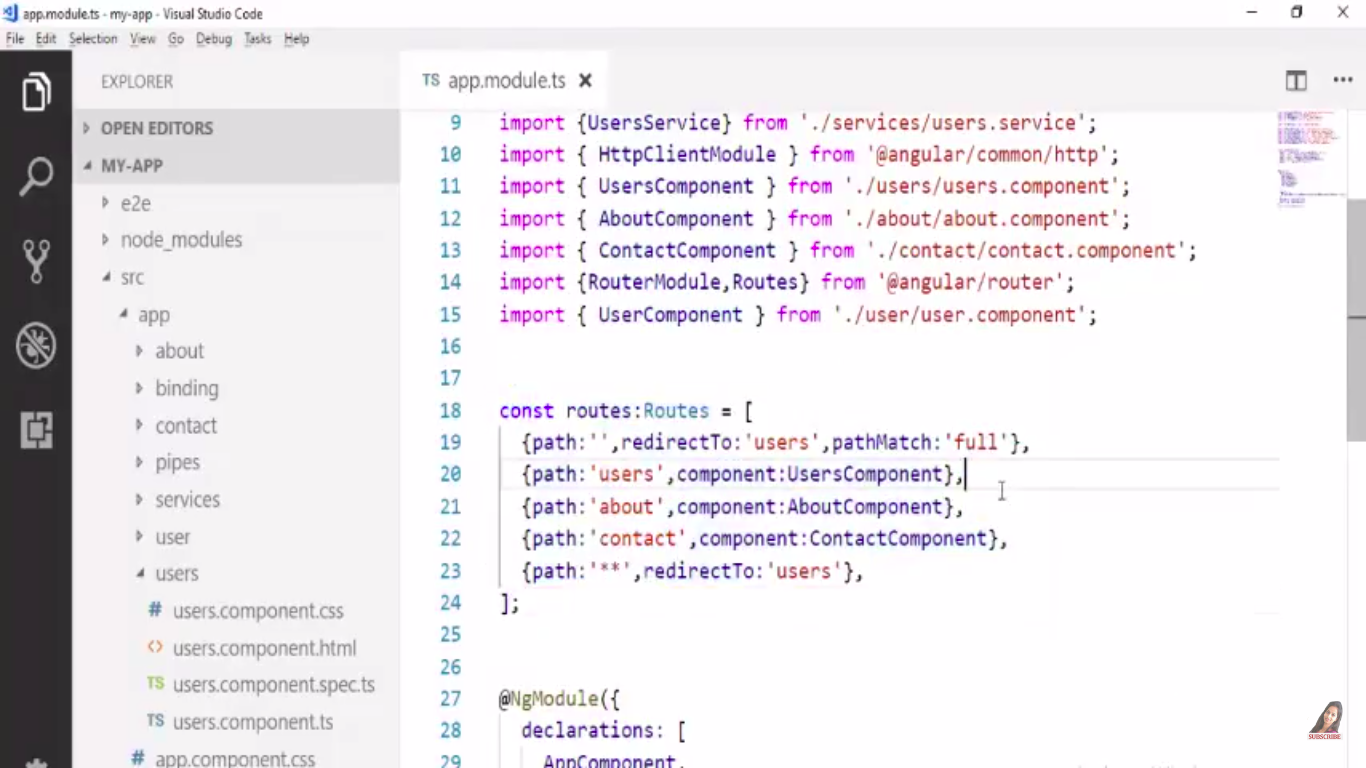 app.module.ts - my-app - Visual Studio Code
File Edit Selection View Go Debug Tasks Help
EXPLORER
OPEN EDITORS
MY-APP
e2e
node_modules
src
app
about
binding
contact
pipes
services
user
users
# users.component.css
<> users.component.html
TS users.component.spec.ts
TS users.component.ts
# app.component.css
TS app.module.ts
9 import {UsersService} from './services/users.service';
10 import { HttpClientModule } from '@angular/common/http';
11 import { UsersComponent } from './users/users.component';
12 import { AboutComponent } from './about/about.component';
13 import { ContactComponent } from './contact/contact.component';
14 import {RouterModule,Routes} from '@angular/router';
15 import { UserComponent } from './user/user.component';
16
17
18 const routes:Routes = [
19 {path:'',redirectTo:'users',pathMatch:'full'},
20 {path:'users',component:UsersComponent},
21 {path:'about',component:AboutComponent},
22 {path:'contact',component:ContactComponent},
23 {path:'**',redirectTo:'users'},
24 ];
25
26
27 @NgModule({
28 declarations: [
29 AppComponent,
SUBSCRIBE